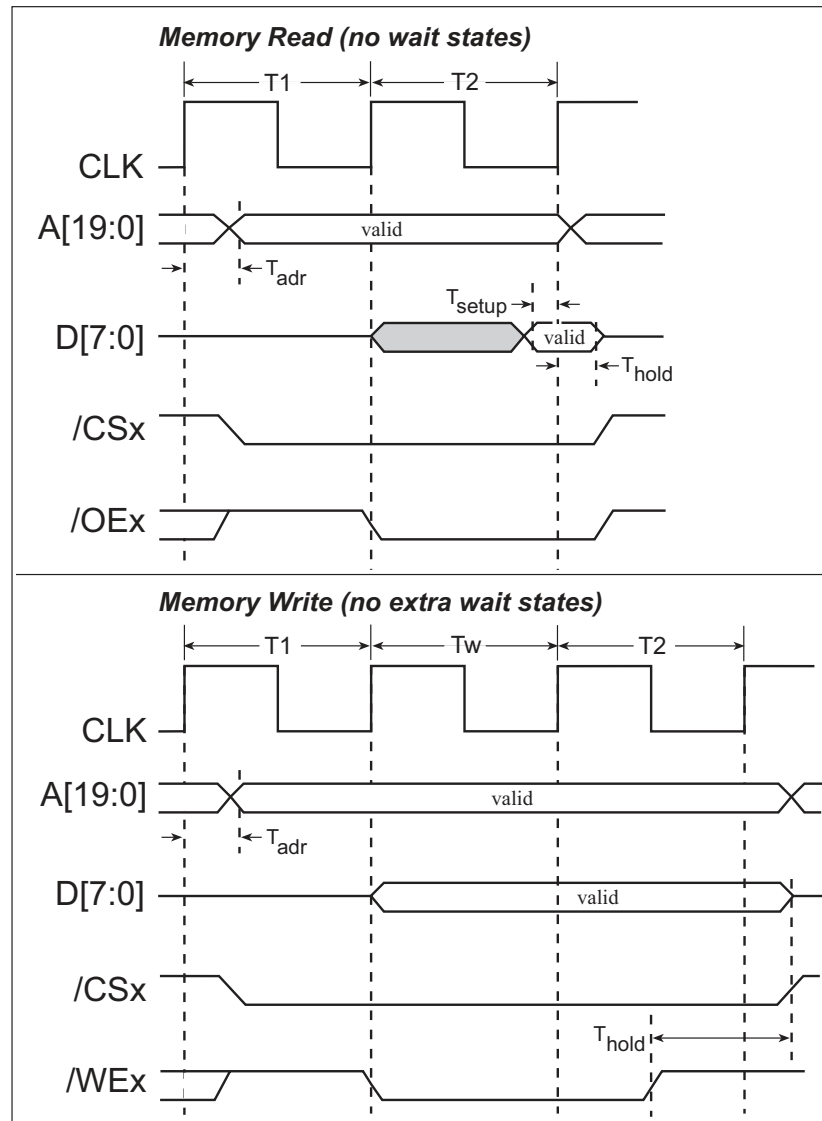 Memory Read (no wait states)
T1 T2
CLK
A[19:0] valid
Tadr
Tsetup
D[7:0] valid
Thold
/CSx
/OEx
Memory Write (no extra wait states)
T1 Tw T2
CLK
A[19:0] valid
Tadr
D[7:0] valid
/CSx
Thold
/WEx